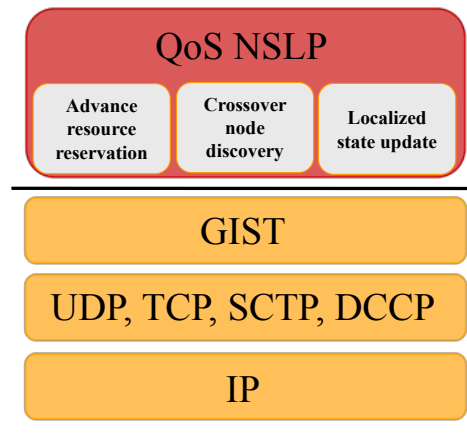 QoS NSLP
Advance
resource
reservation
Crossover
node
discovery
Localized
state update
GIST
UDP, TCP, SCTP, DCCP
IP